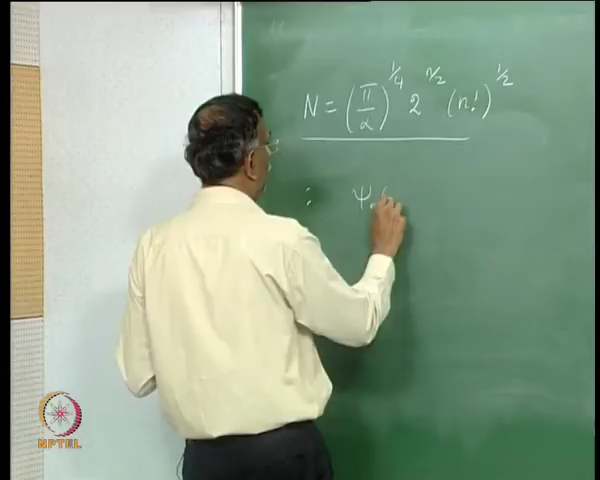 N = (π/α)^{1/4} 2^{n/2} (n!)^{1/2}
∴ Ψ
NPTEL